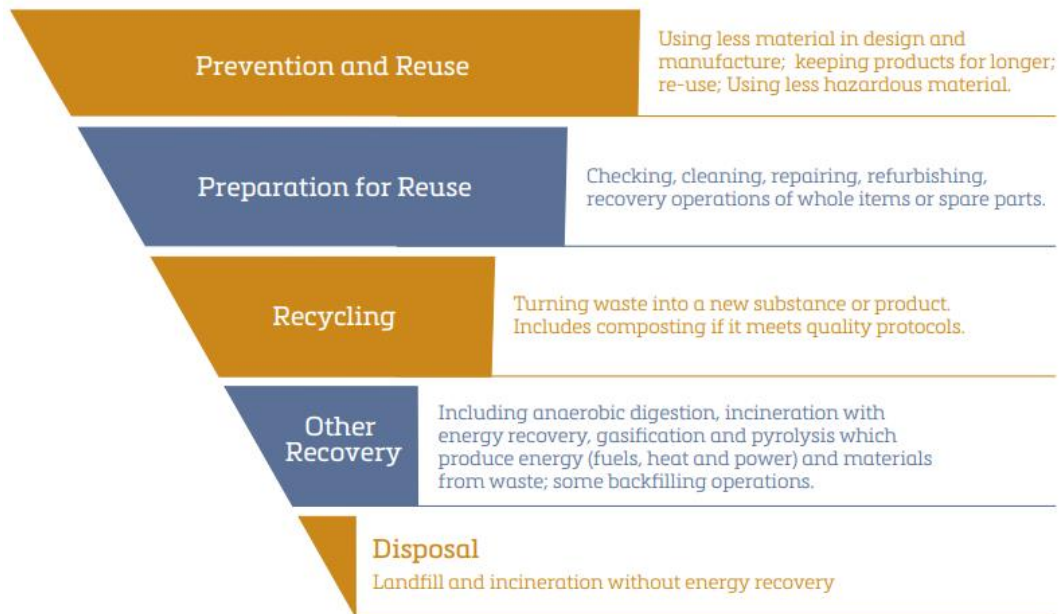 Prevention and Reuse
Using less material in design and
manufacture; keeping products for longer;
re-use; Using less hazardous material.
Preparation for Reuse
Checking, cleaning, repairing, refurbishing,
recovery operations of whole items or spare parts.
Recycling
Turning waste into a new substance or product.
Includes composting if it meets quality protocols.
Other
Recovery
Including anaerobic digestion, incineration with
energy recovery, gasification and pyrolysis which
produce energy (fuels, heat and power) and materials
from waste; some backfilling operations.
Disposal
Landfill and incineration without energy recovery